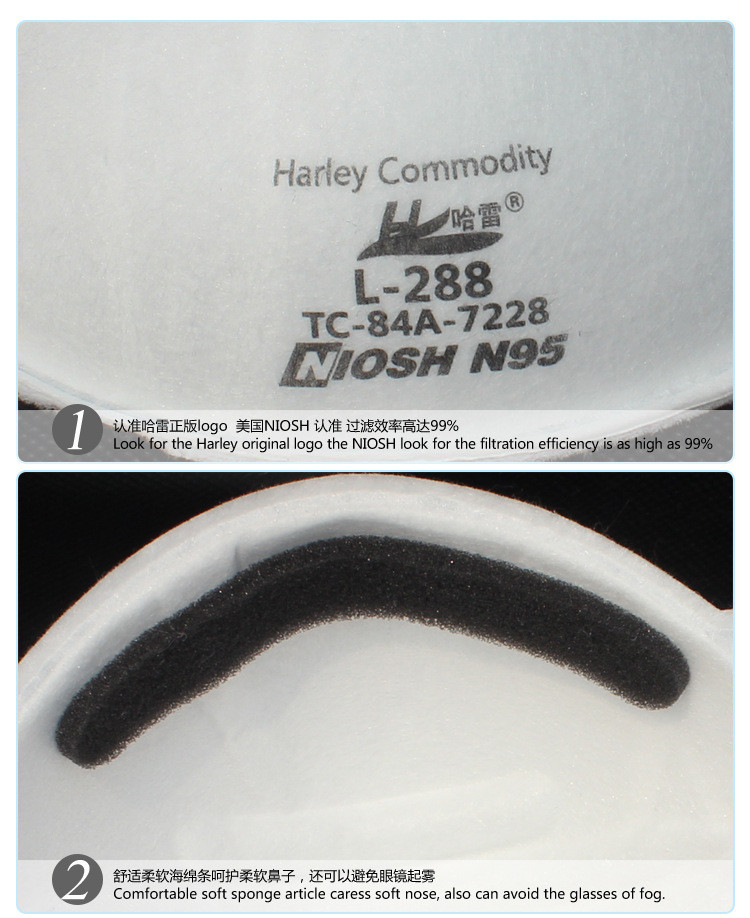 Harley Commodity
H 哈雷®
L-288
TC-84A-7228
NIOSH N95
1
认准哈雷正版logo 美国NIOSH 认准 过滤效率高达99%
Look for the Harley original logo the NIOSH look for the filtration efficiency is as high as 99%
2
舒适柔软海绵条呵护柔软鼻子，还可以避免眼镜起雾
Comfortable soft sponge article caress soft nose, also can avoid the glasses of fog.